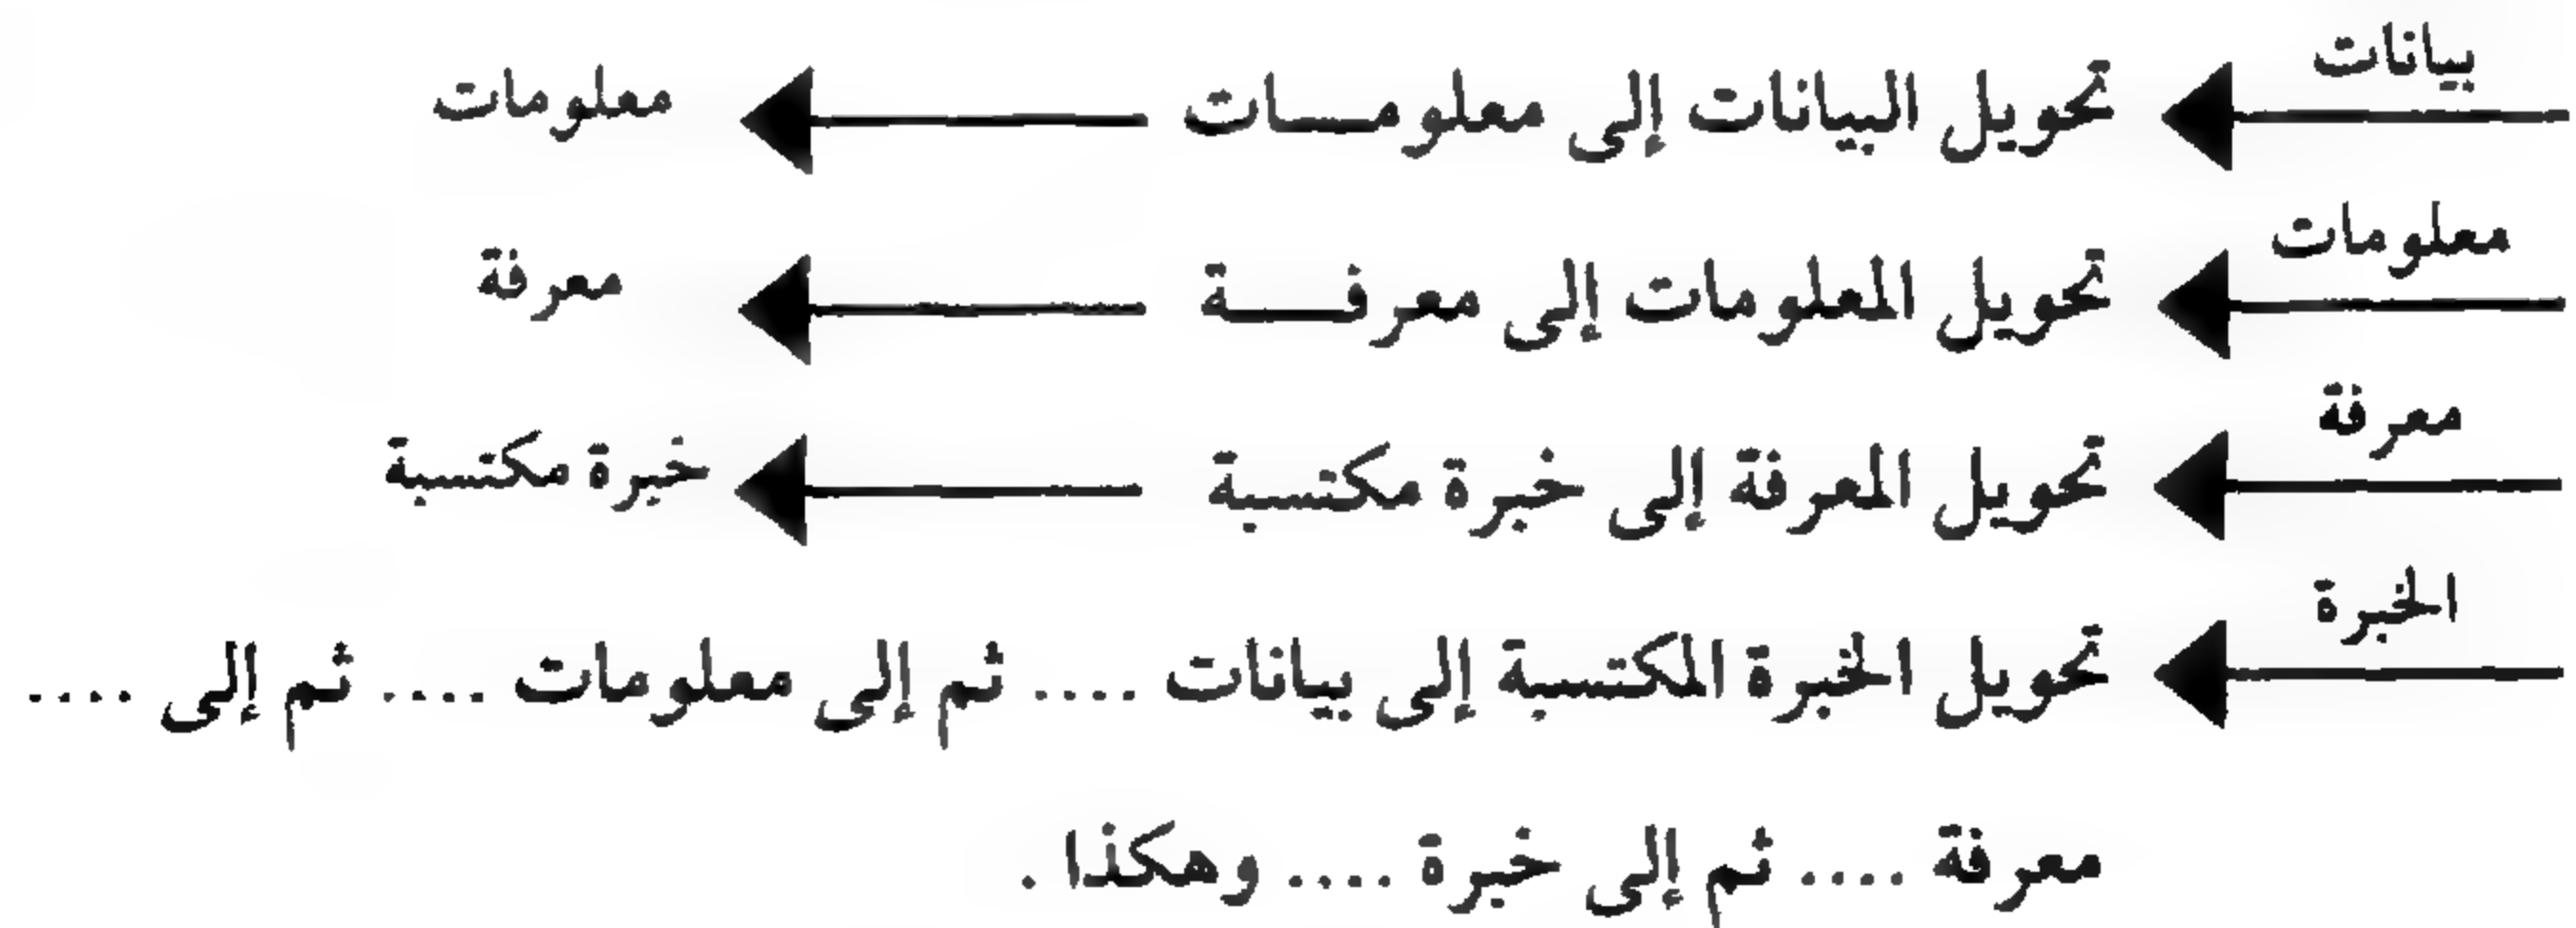 بيانات تحويل البيانات إلى معلومـــات معلومات
معلومات تحويل المعلومات إلى معرفـــة معرفة
معرفة تحويل المعرفة إلى خبرة مكتسبة خبرة مكتسبة
الخبرة تحويل الخبرة المكتسبة إلى بيانات .... ثم إلى معلومات .... ثم إلى ....
معرفة .... ثم إلى خبرة .... وهكذا .